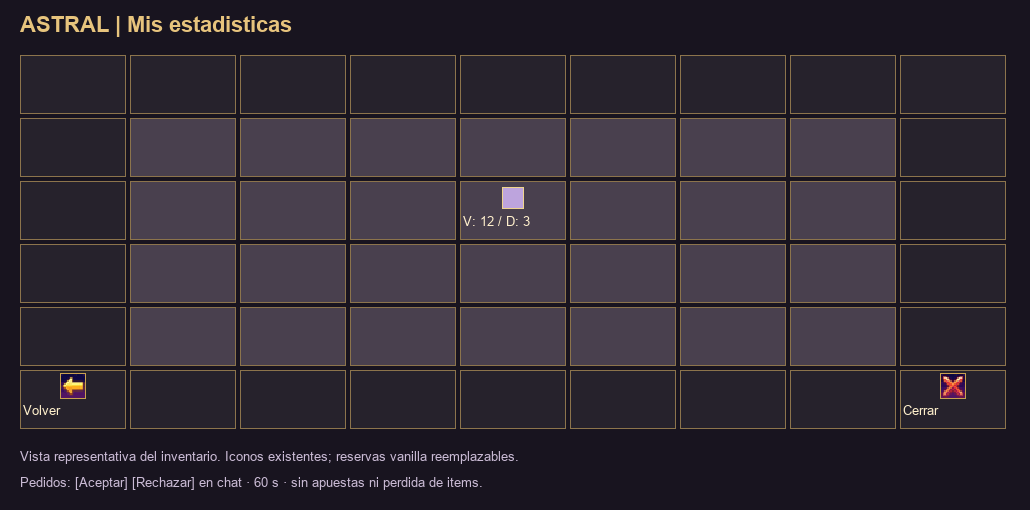 ASTRAL | Mis estadisticas
V: 12 / D: 3
Volver
Cerrar
Vista representativa del inventario. Iconos existentes; reservas vanilla reemplazables.
Pedidos: [Aceptar] [Rechazar] en chat · 60 s · sin apuestas ni perdida de items.